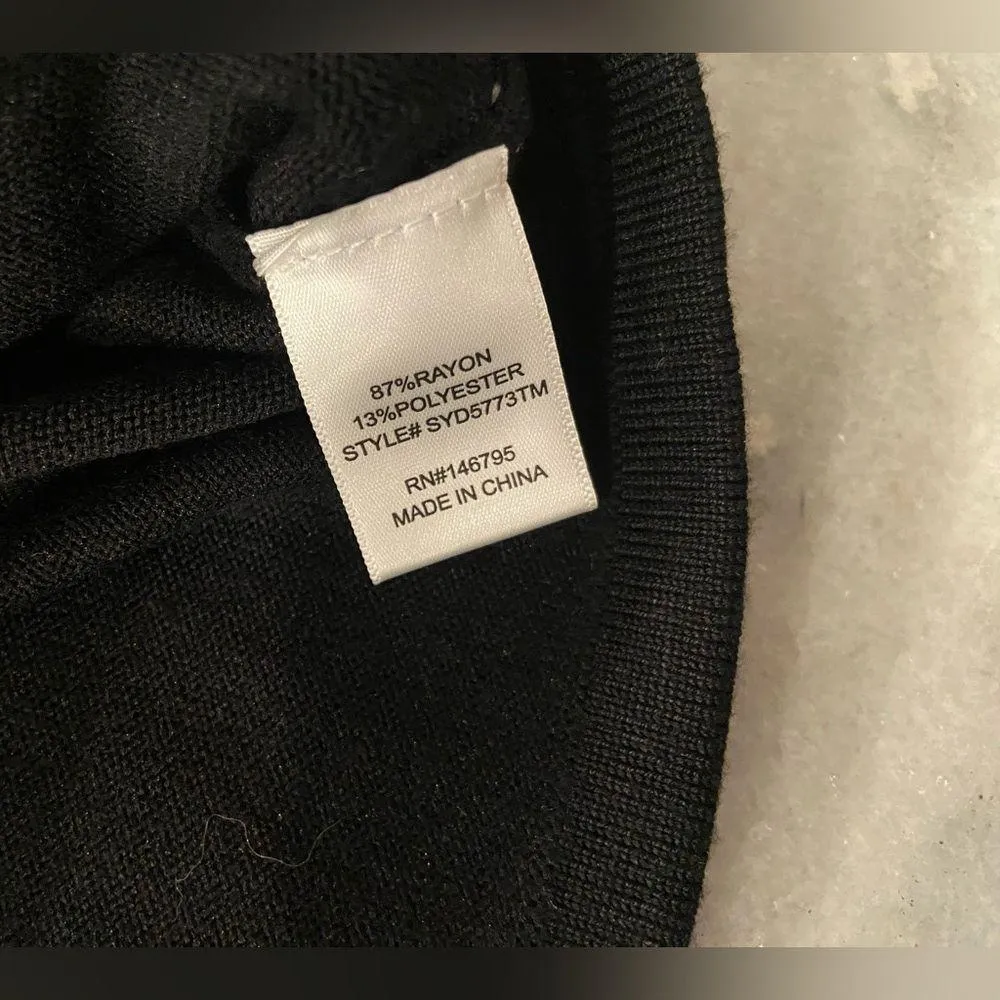 87%RAYON
13%POLYESTER
STYLE# SYD5773TM
RN#146795
MADE IN CHINA